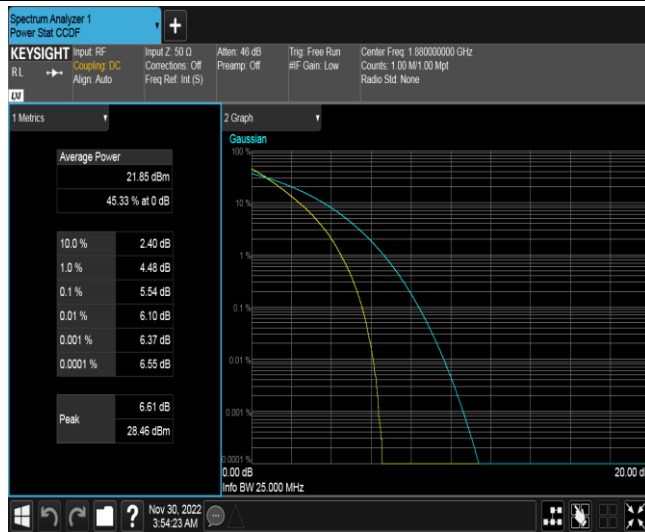 Spectrum Analyzer 1
Power Stat CCDF
+
KEYSIGHT Input: RF Input Z: 50 Ω Atten: 46 dB Trig: Free Run Center Freq: 1.880000000 GHz
RL Coupling: DC Corrections: Off Preamp: Off #IF Gain: Low Counts: 1.00 M/1.00 Mpt
Align: Auto Freq Ref: Int (S) Radio Std: None
LXI
1 Metrics 2 Graph
Average Power
21.85 dBm
45.33 % at 0 dB
10.0 % 2.40 dB
1.0 % 4.48 dB
0.1 % 5.54 dB
0.01 % 6.10 dB
0.001 % 6.37 dB
0.0001 % 6.55 dB
Peak 6.61 dB
28.46 dBm
Gaussian
100 %
10 %
1 %
0.1 %
0.01 %
0.001 %
0.0001 %
0.00 dB 20.00 d
Info BW 25.000 MHz
? Nov 30, 2022
3:54:23 AM